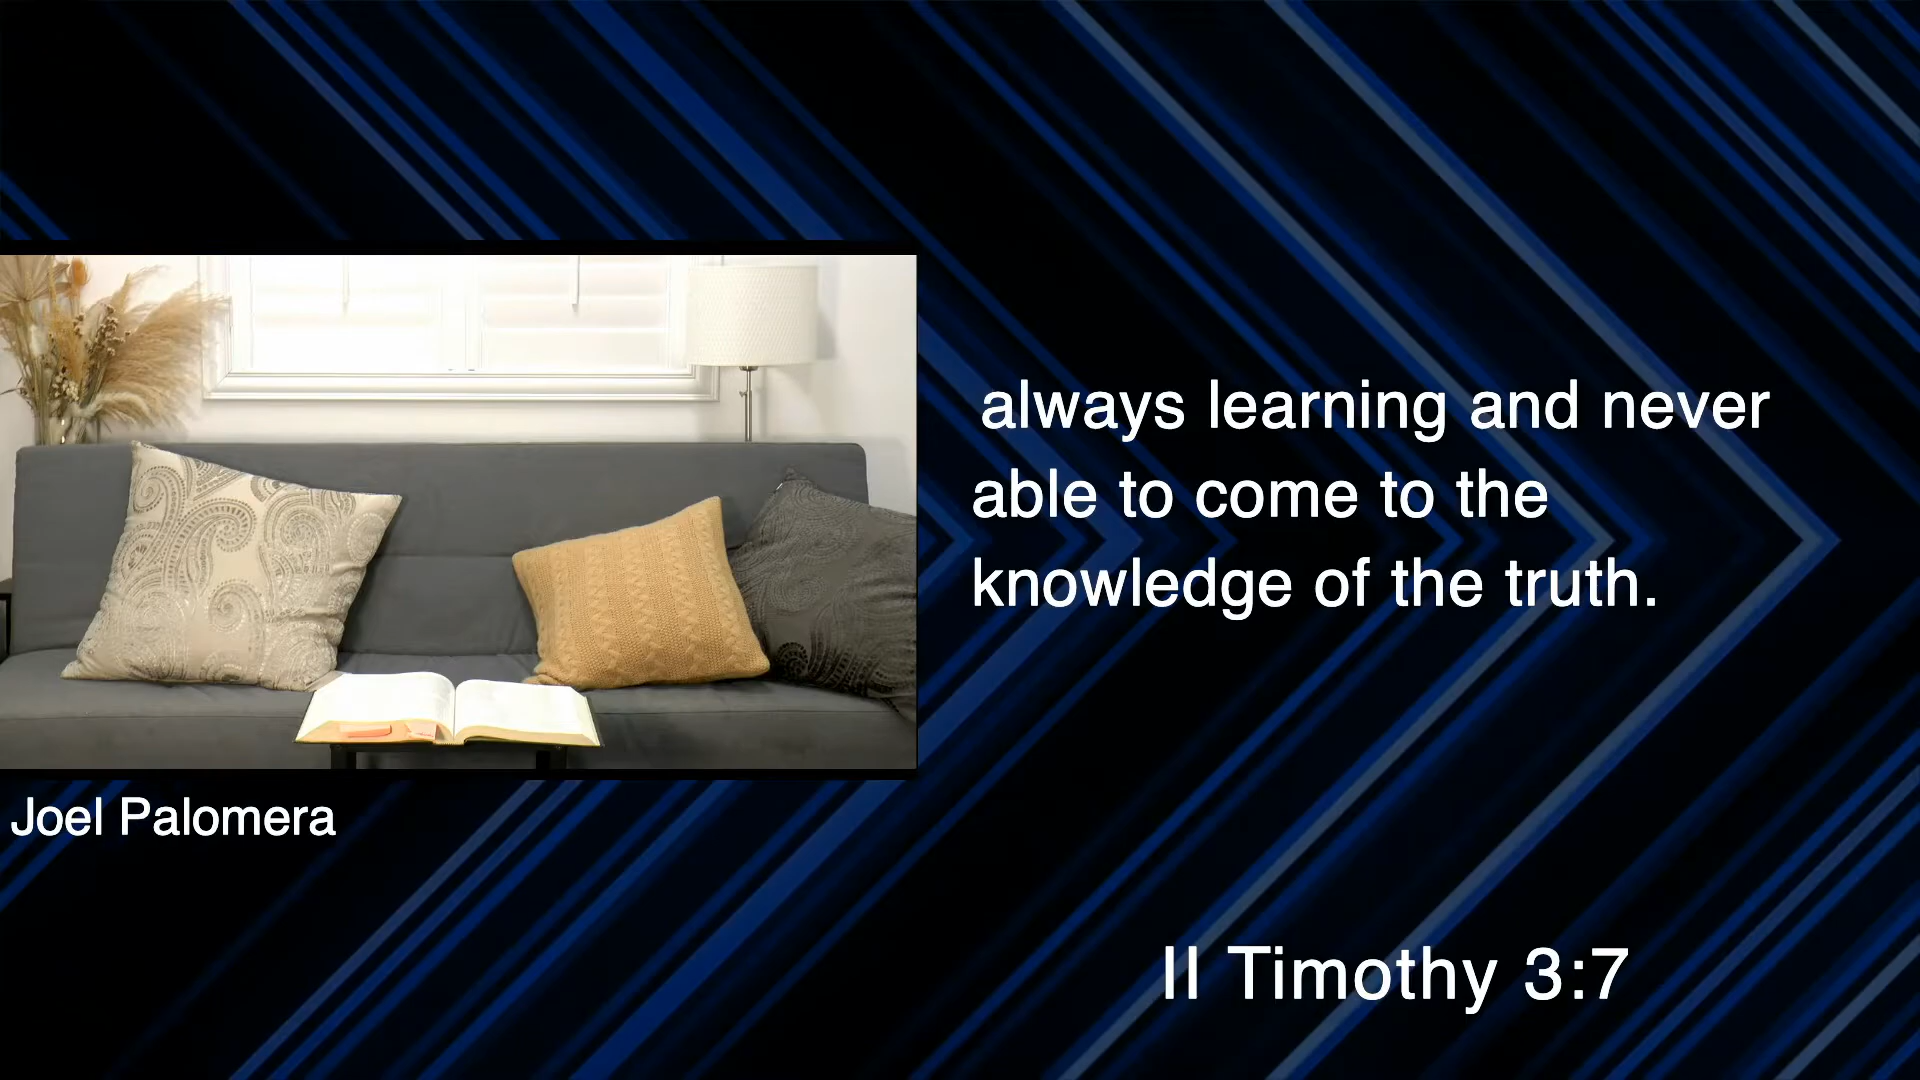 always learning and never
able to come to the
knowledge of the truth.
Joel Palomera
II Timothy 3:7